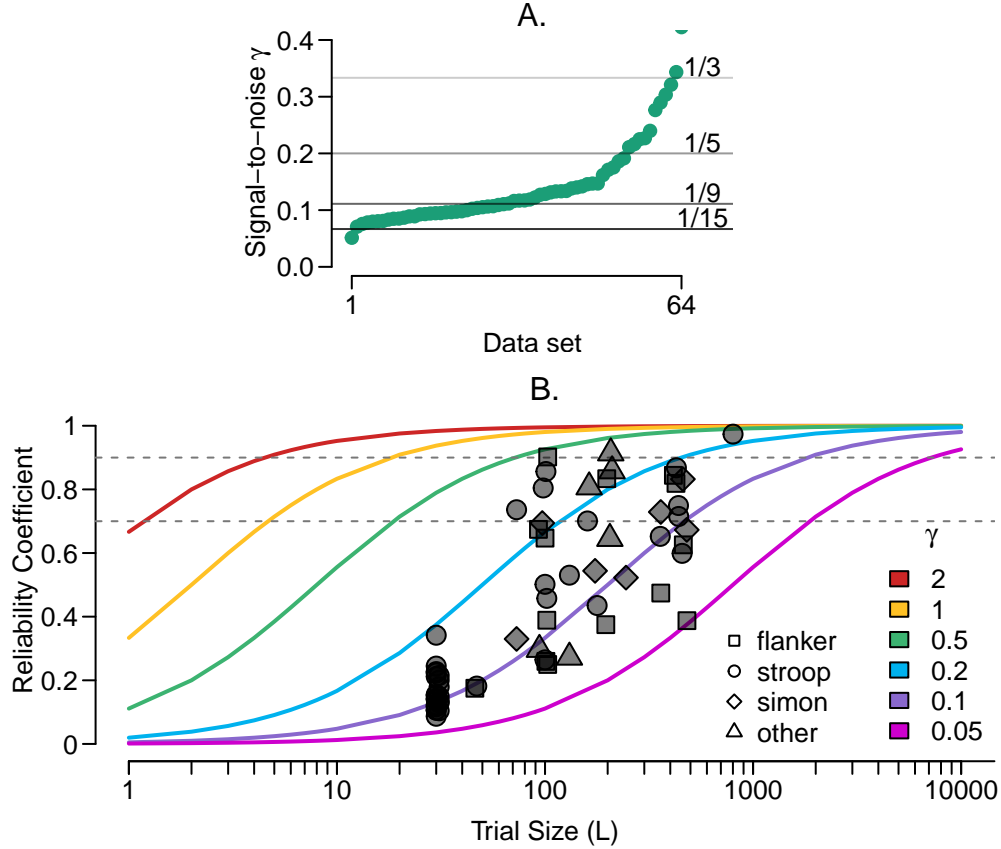 A.
Signal−to−noise γ
0.4
0.3
0.2
0.1
0.0
1/3
1/5
1/9
1/15
1
64
Data set
B.
Reliability Coefficient
1
0.8
0.6
0.4
0.2
0
γ
2
1
0.5
0.2
0.1
0.05
flanker
stroop
simon
other
1
10
100
1000
10000
Trial Size (L)